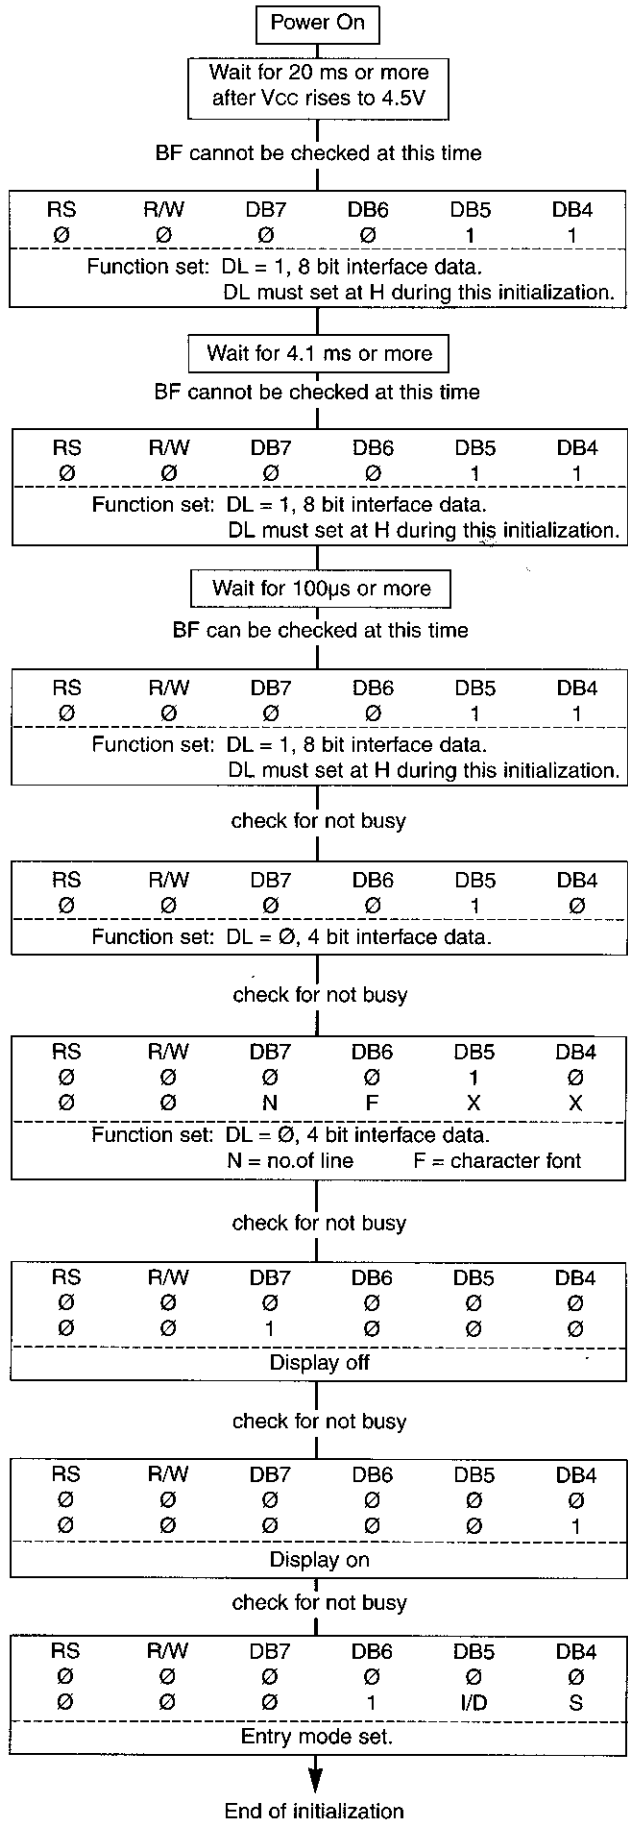 Power On
Wait for 20 ms or more
after Vcc rises to 4.5V
BF cannot be checked at this time
RS R/W DB7 DB6 DB5 DB4
Ø Ø Ø Ø 1 1
Function set: DL = 1, 8 bit interface data.
DL must set at H during this initialization.
Wait for 4.1 ms or more
BF cannot be checked at this time
RS R/W DB7 DB6 DB5 DB4
Ø Ø Ø Ø 1 1
Function set: DL = 1, 8 bit interface data.
DL must set at H during this initialization.
Wait for 100µs or more
BF can be checked at this time
RS R/W DB7 DB6 DB5 DB4
Ø Ø Ø Ø 1 1
Function set: DL = 1, 8 bit interface data.
DL must set at H during this initialization.
check for not busy
RS R/W DB7 DB6 DB5 DB4
Ø Ø Ø Ø 1 Ø
Function set: DL = Ø, 4 bit interface data.
check for not busy
RS R/W DB7 DB6 DB5 DB4
Ø Ø Ø Ø 1 Ø
Ø Ø N F X X
Function set: DL = Ø, 4 bit interface data.
N = no.of line F = character font
check for not busy
RS R/W DB7 DB6 DB5 DB4
Ø Ø Ø Ø Ø Ø
Ø Ø 1 Ø Ø Ø
Display off
check for not busy
RS R/W DB7 DB6 DB5 DB4
Ø Ø Ø Ø Ø Ø
Ø Ø Ø Ø Ø 1
Display on
check for not busy
RS R/W DB7 DB6 DB5 DB4
Ø Ø Ø Ø Ø Ø
Ø Ø Ø 1 I/D S
Entry mode set.
End of initialization